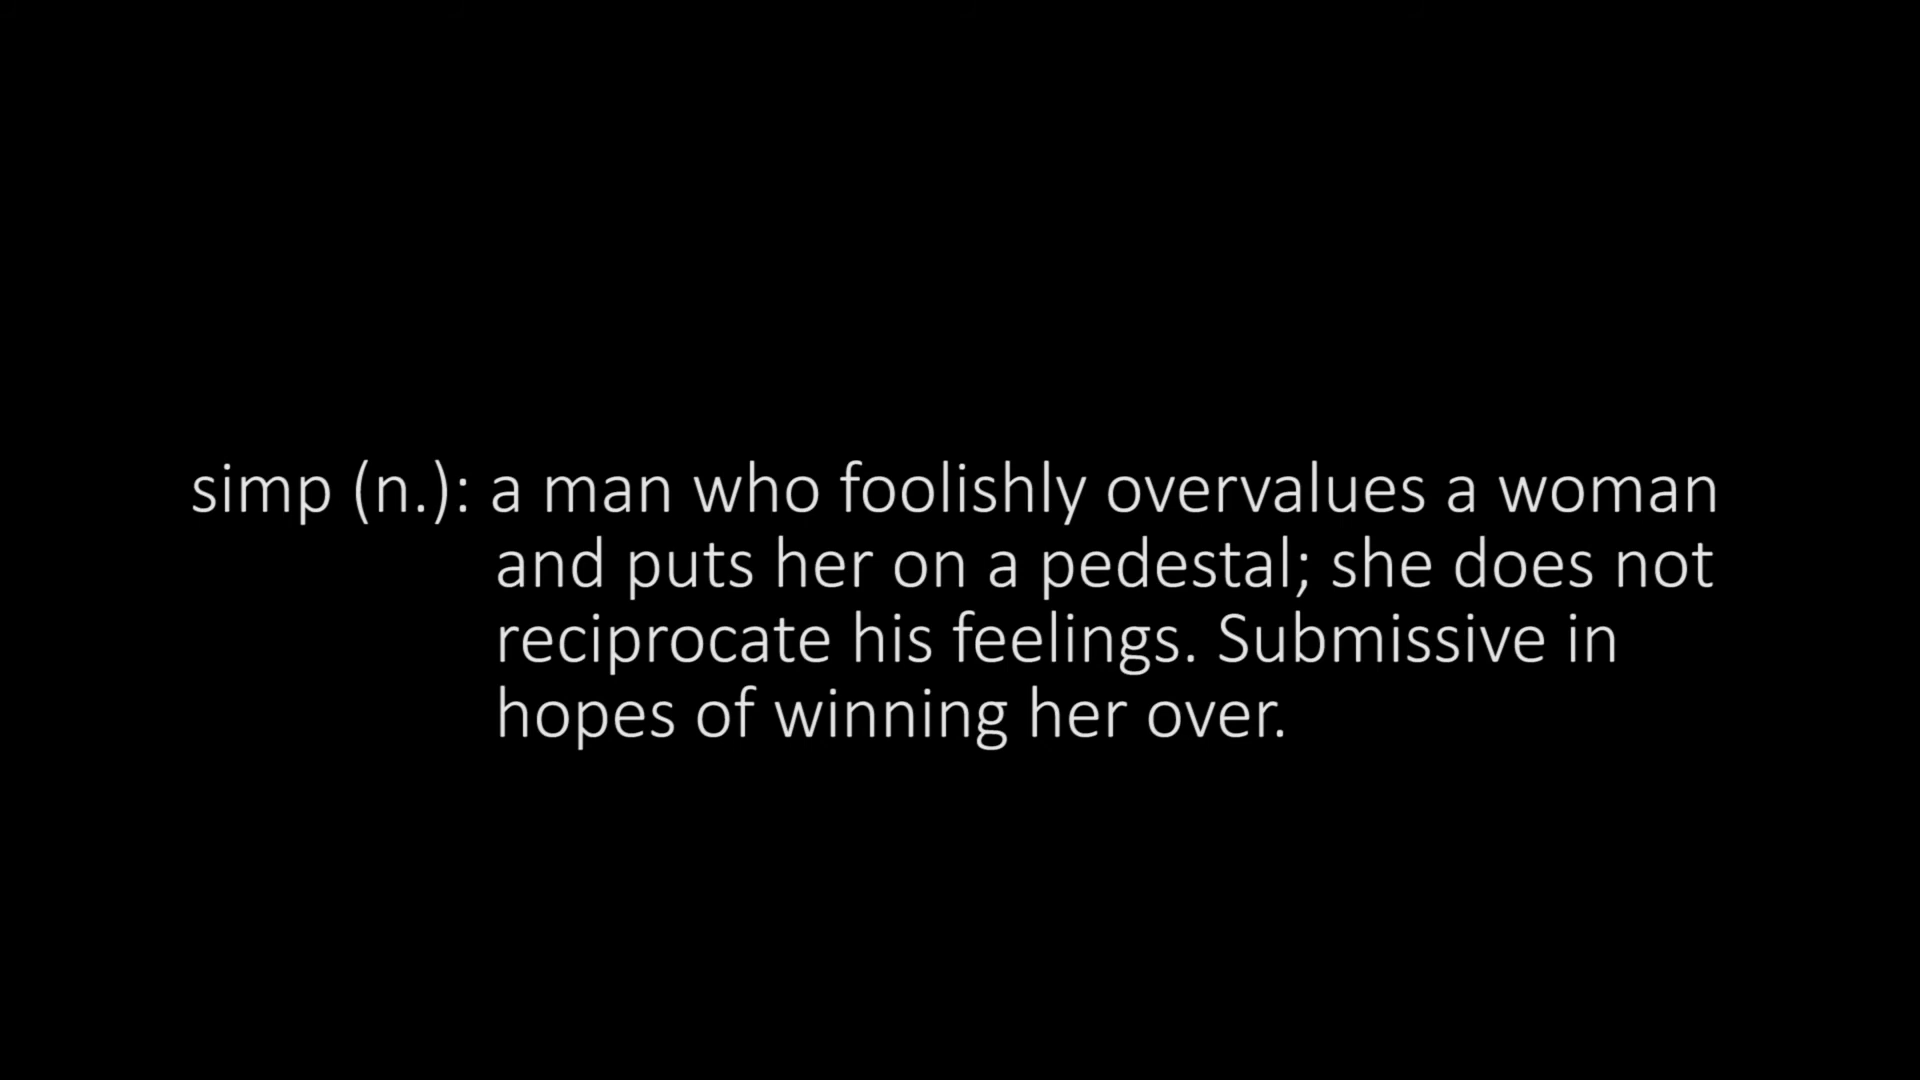 simp (n.): a man who foolishly overvalues a woman
and puts her on a pedestal; she does not
reciprocate his feelings. Submissive in
hopes of winning her over.